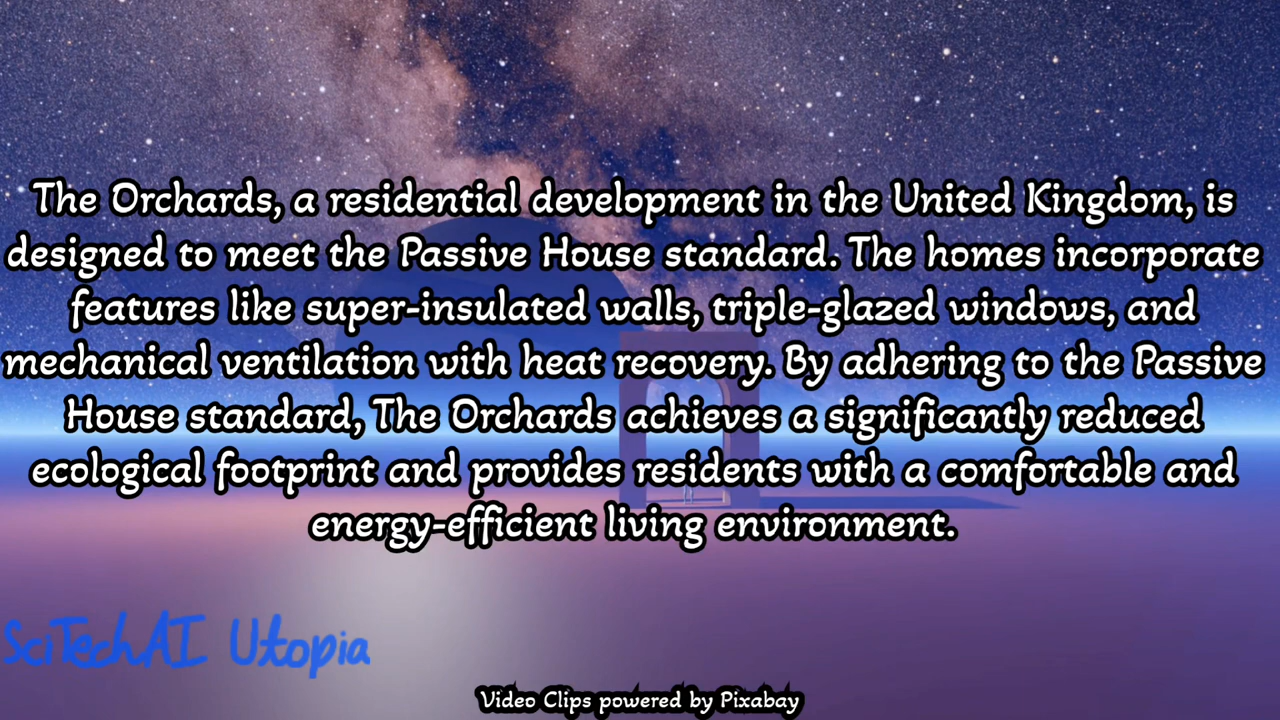 The Orchards, a residential development in the United Kingdom, is
designed to meet the Passive House standard. The homes incorporate
features like super-insulated walls, triple-glazed windows, and
mechanical ventilation with heat recovery. By adhering to the Passive
House standard, The Orchards achieves a significantly reduced
ecological footprint and provides residents with a comfortable and
energy-efficient living environment.
SciTechAI Utopia
Video Clips powered by Pixabay